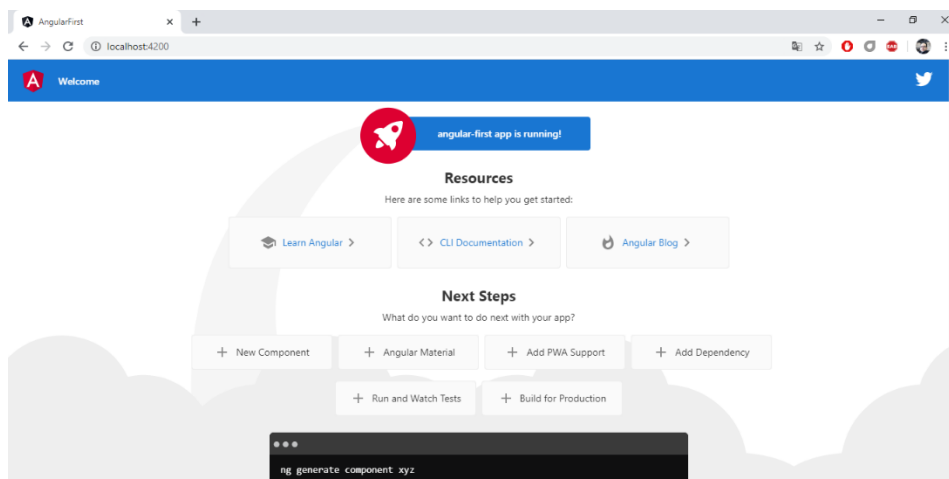 AngularFirst
localhost:4200
Welcome
angular-first app is running!
Resources
Here are some links to help you get started:
Learn Angular
CLI Documentation
Angular Blog
Next Steps
What do you want to do next with your app?
New Component
Angular Material
Add PWA Support
Add Dependency
Run and Watch Tests
Build for Production
ng generate component xyz